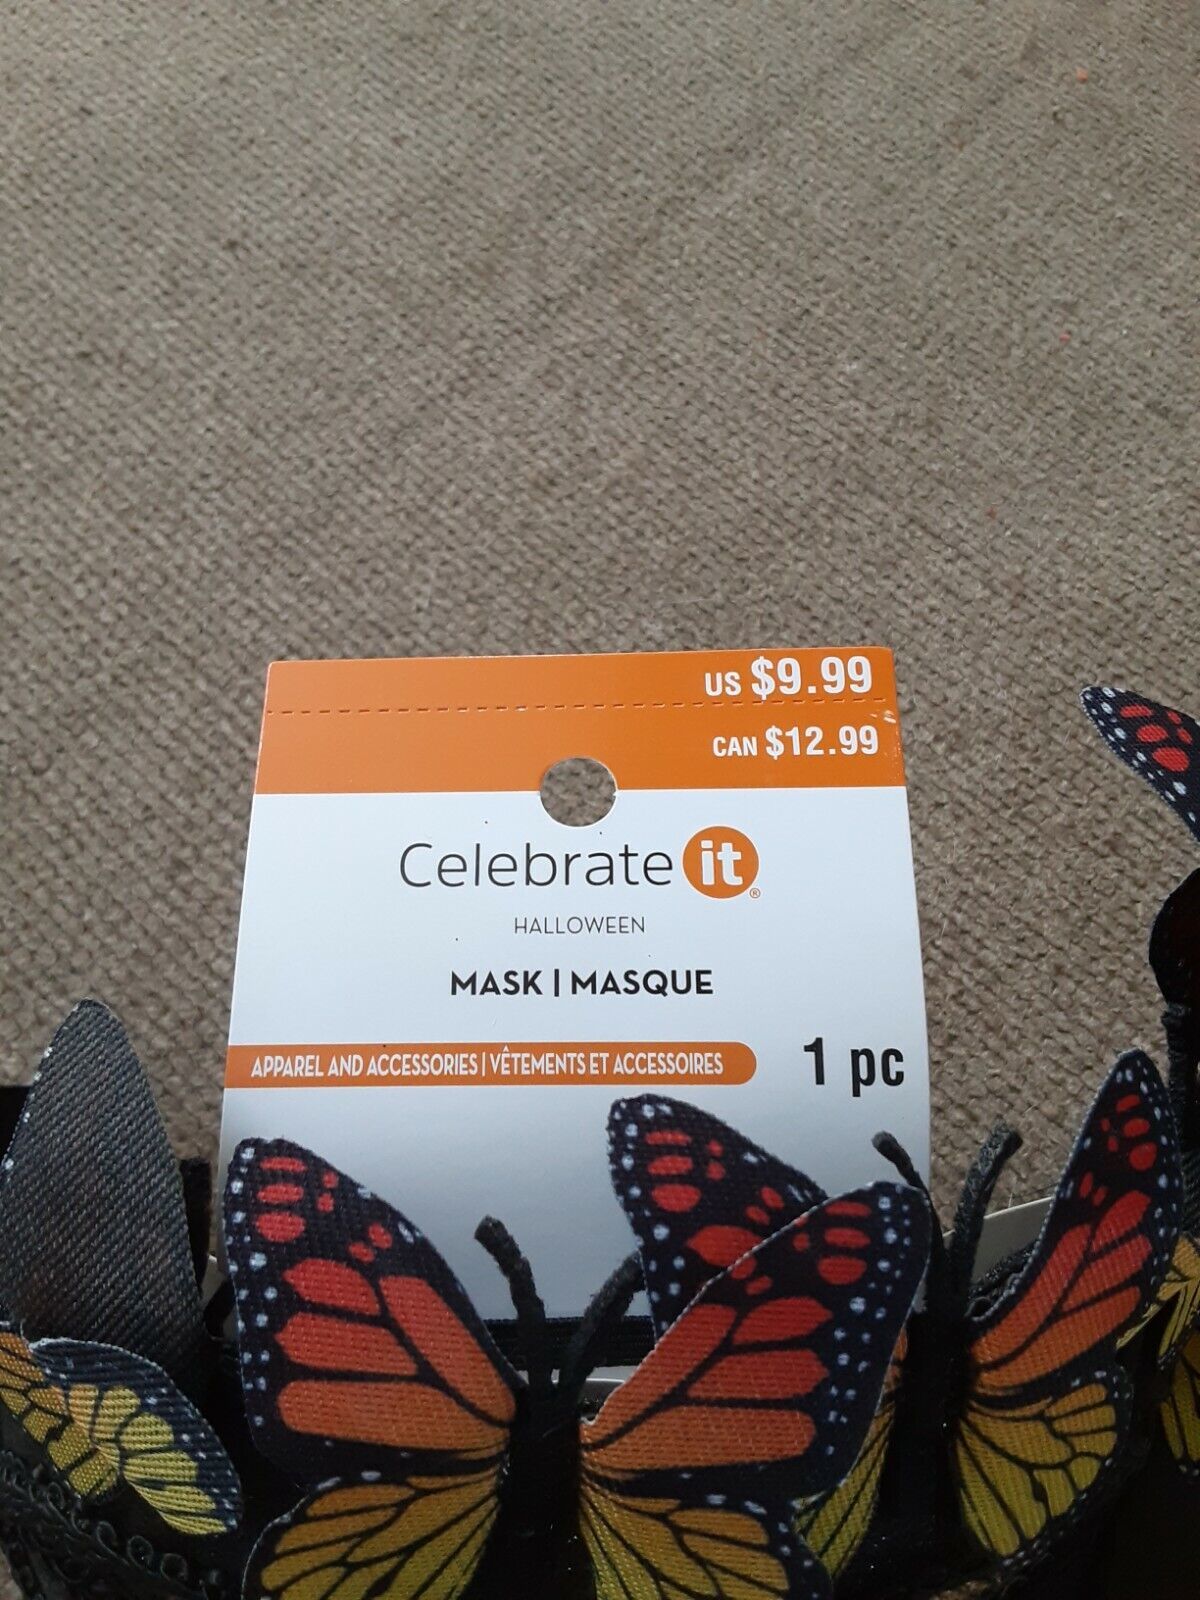 US $9.99
CAN $12.99
Celebrate it®
HALLOWEEN
MASK | MASQUE
APPAREL AND ACCESSORIES | VÊTEMENTS ET ACCESSOIRES
1 pc